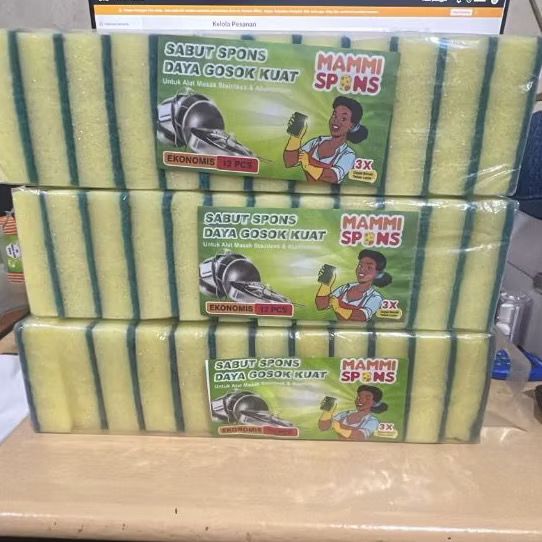 Kelola Pesanan
SABUT SPONS
DAYA GOSOK KUAT
Untuk Alat Masak Stainless & Aluminium
MAMMI
SPONS
EKONOMIS 12 PCS
3X
SABUT SPONS
DAYA GOSOK KUAT
Untuk Alat Masak Stainless & Aluminium
MAMMI
SPONS
EKONOMIS 12 PCS
3X
SABUT SPONS
DAYA GOSOK KUAT
Untuk Alat Masak Stainless & Aluminium
MAMMI
SPONS
EKONOMIS
3X